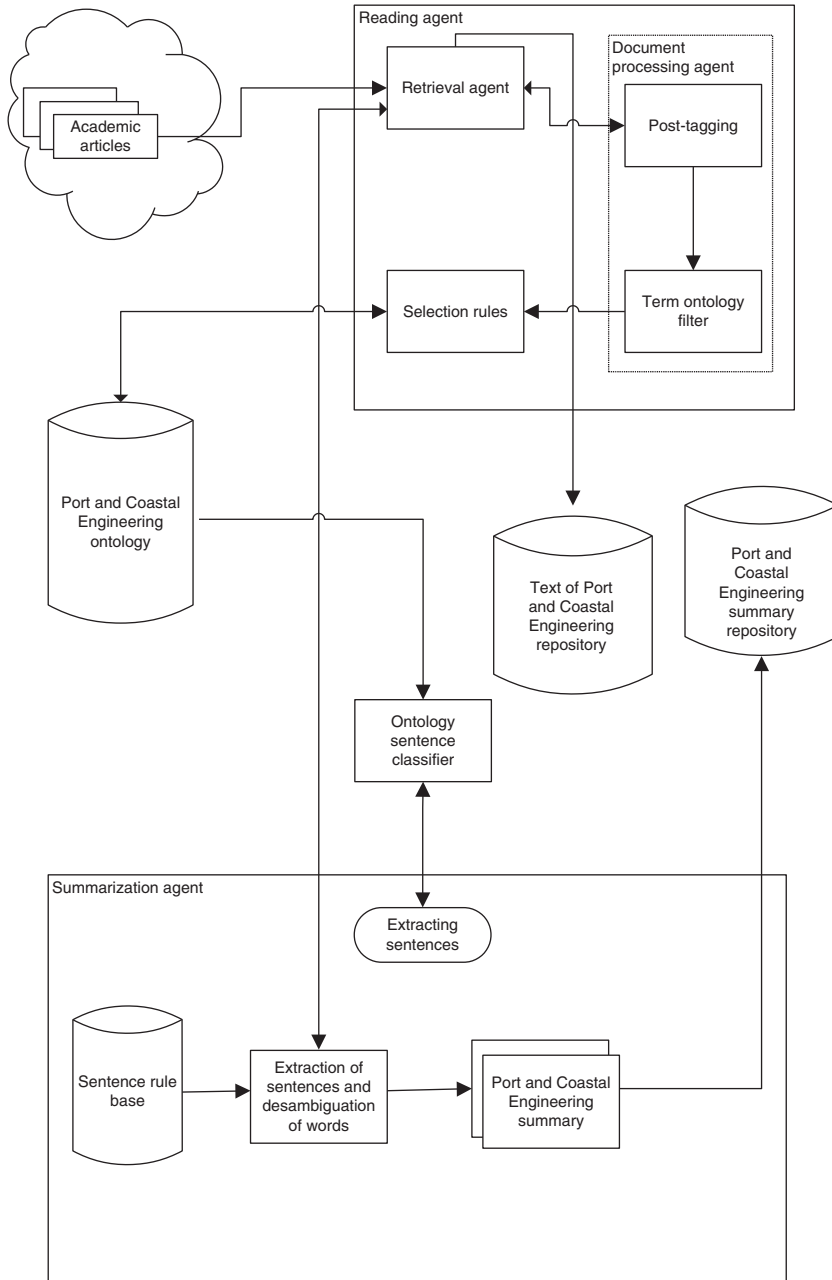 Reading agent
Document
processing agent
Retrieval agent
Post-tagging
Academic
articles
Selection rules
Term ontology
filter
Port and Coastal
Engineering
ontology
Text of Port
and Coastal
Engineering
repository
Port and
Coastal
Engineering
summary
repository
Ontology
sentence
classifier
Summarization agent
Extracting
sentences
Sentence rule
base
Extraction of
sentences and
desambiguation
of words
Port and Coastal
Engineering
summary